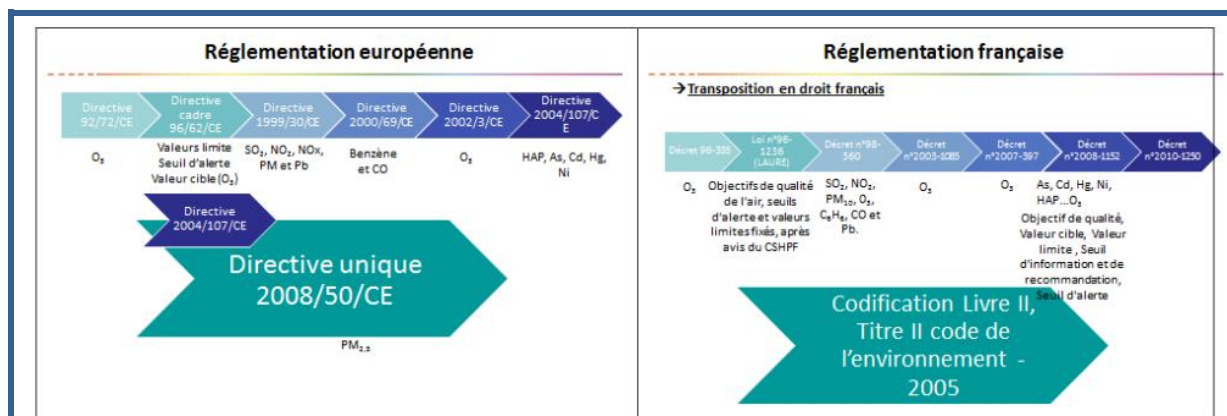 Réglementation européenne
Directive
92/72/CE
Directive
cadre
96/62/CE
Directive
1999/30/CE
Directive
2000/69/CE
Directive
2002/3/CE
Directive
2004/107/C
E
O₃
Valeurs limite
Seuil d'alerte
Valeur cible (O₃)
SO₂, NO₂, NOx,
PM et Pb
Benzène
et CO
O₃
HAP, As, Cd, Hg,
Ni
Directive
2004/107/CE
Directive unique
2008/50/CE
PM₂,₅
Réglementation française
→Transposition en droit français
Décret 96-335
Loi n°96-
1236
(LAURE)
Décret n°98-
360
Décret
n°2003-1085
Décret
n°2007-397
Décret
n°2008-1152
Décret
n°2010-1250
O₃
Objectifs de qualité
de l'air, seuils
d'alerte et valeurs
limites fixés, après
avis du CSHPF
SO₂, NO₂,
PM₁₀, O₃,
C₆H₆, CO et
Pb.
O₃
O₃
As, Cd, Hg, Ni,
HAP...O₃
Objectif de qualité,
Valeur cible, Valeur
limite , Seuil
d'information et de
recommandation,
Seuil d'alerte
Codification Livre II,
Titre II code de
l'environnement -
2005